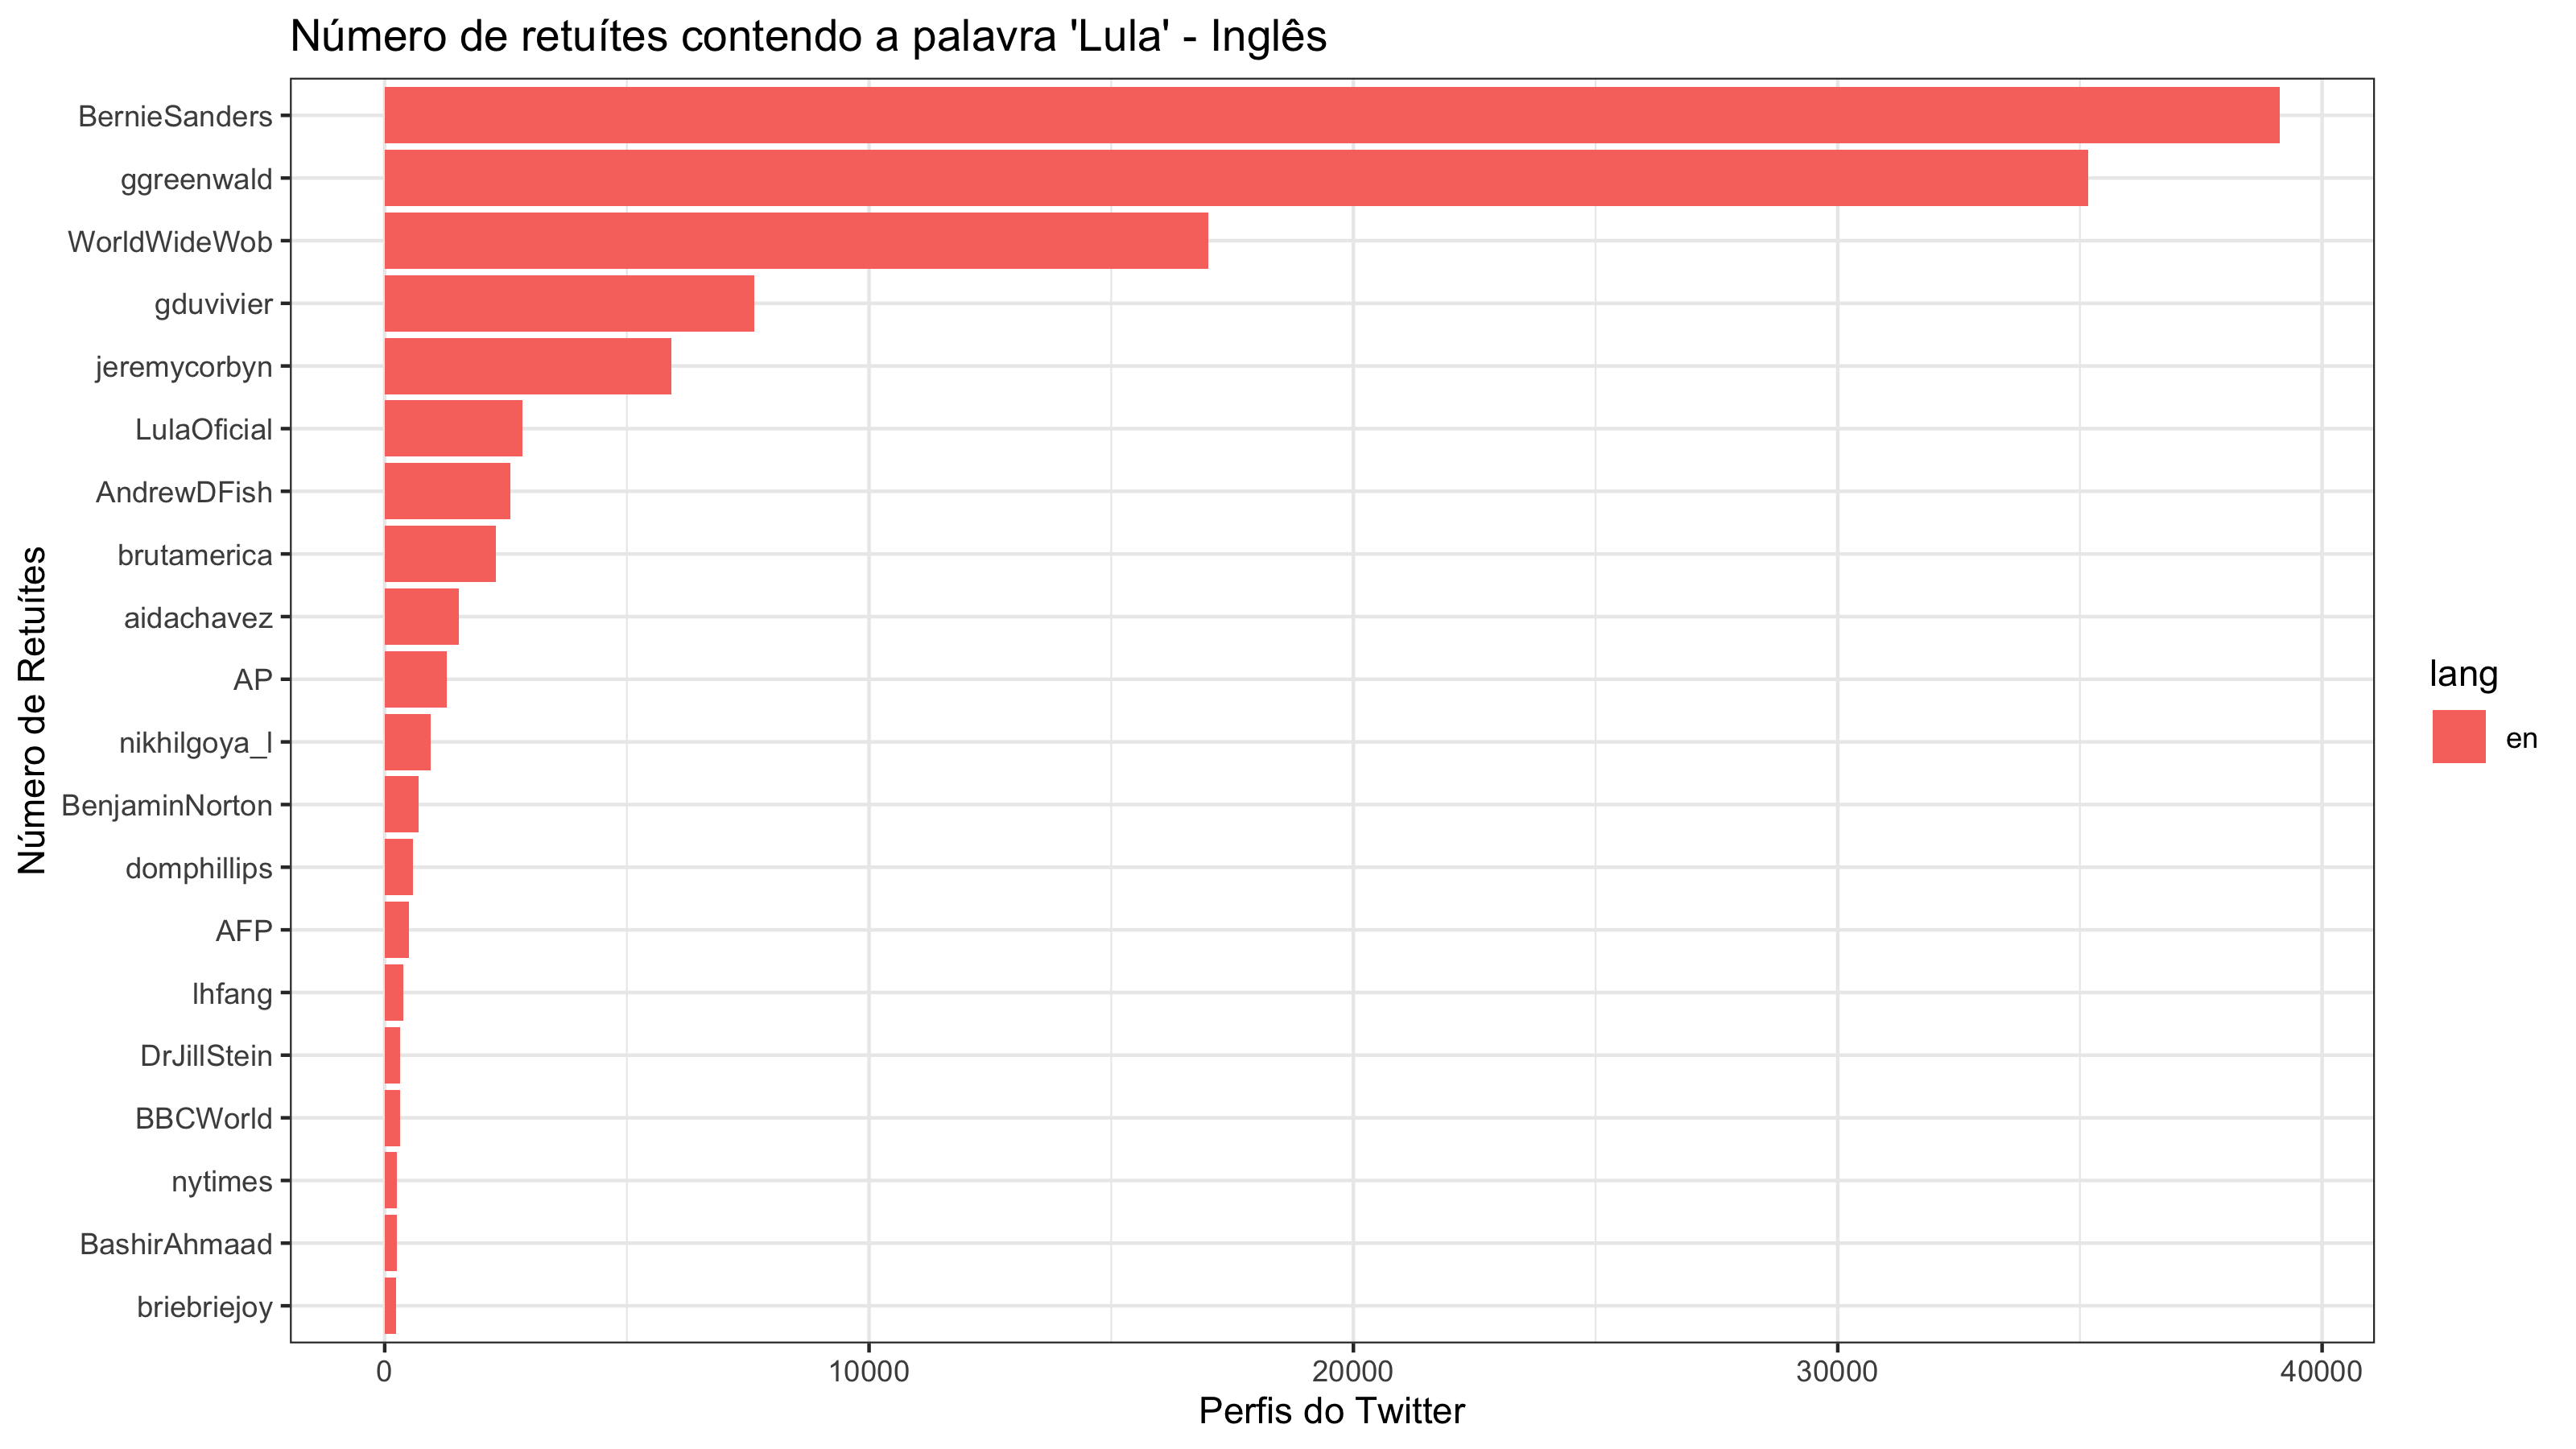 Número de retuítes contendo a palavra 'Lula' - Inglês
BernieSanders
ggreenwald
WorldWideWob
gduvivier
jeremycorbyn
LulaOficial
AndrewDFish
brutamerica
aidachavez
AP
nikhilgoya_l
BenjaminNorton
domphillips
AFP
lhfang
DrJillStein
BBCWorld
nytimes
BashirAhmaad
briebriejoy
Número de Retuítes
0 10000 20000 30000 40000
Perfis do Twitter
lang
en